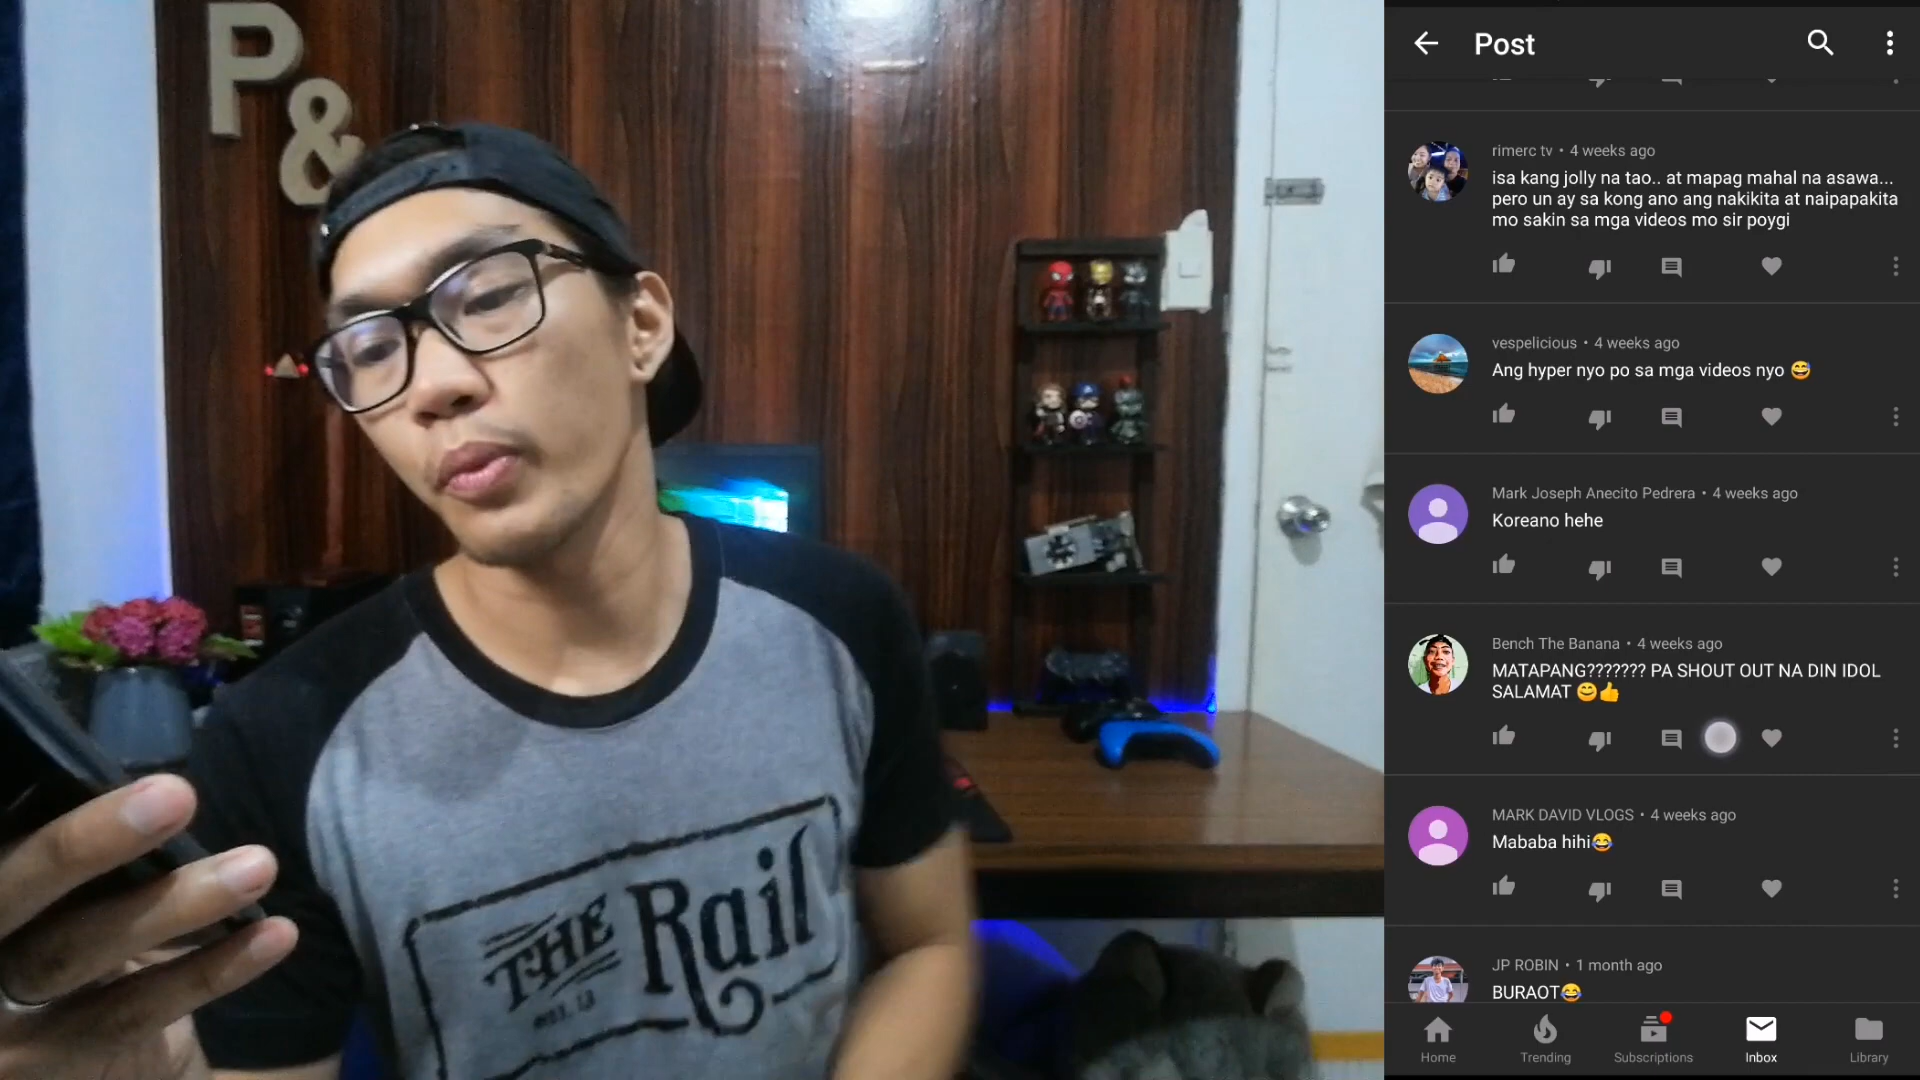 P
&
THE Rail
EST. 13
Post
rimerc tv • 4 weeks ago
isa kang jolly na tao.. at mapag mahal na asawa...
pero un ay sa kong ano ang nakikita at naipapakita
mo sakin sa mga videos mo sir poygi
vespelicious • 4 weeks ago
Ang hyper nyo po sa mga videos nyo 😅
Mark Joseph Anecito Pedrera • 4 weeks ago
Koreano hehe
Bench The Banana • 4 weeks ago
MATAPANG??????? PA SHOUT OUT NA DIN IDOL
SALAMAT 😊👍
MARK DAVID VLOGS • 4 weeks ago
Mababa hihi😂
JP ROBIN • 1 month ago
BURAOT😂
Home
Trending
Subscriptions
Inbox
Library